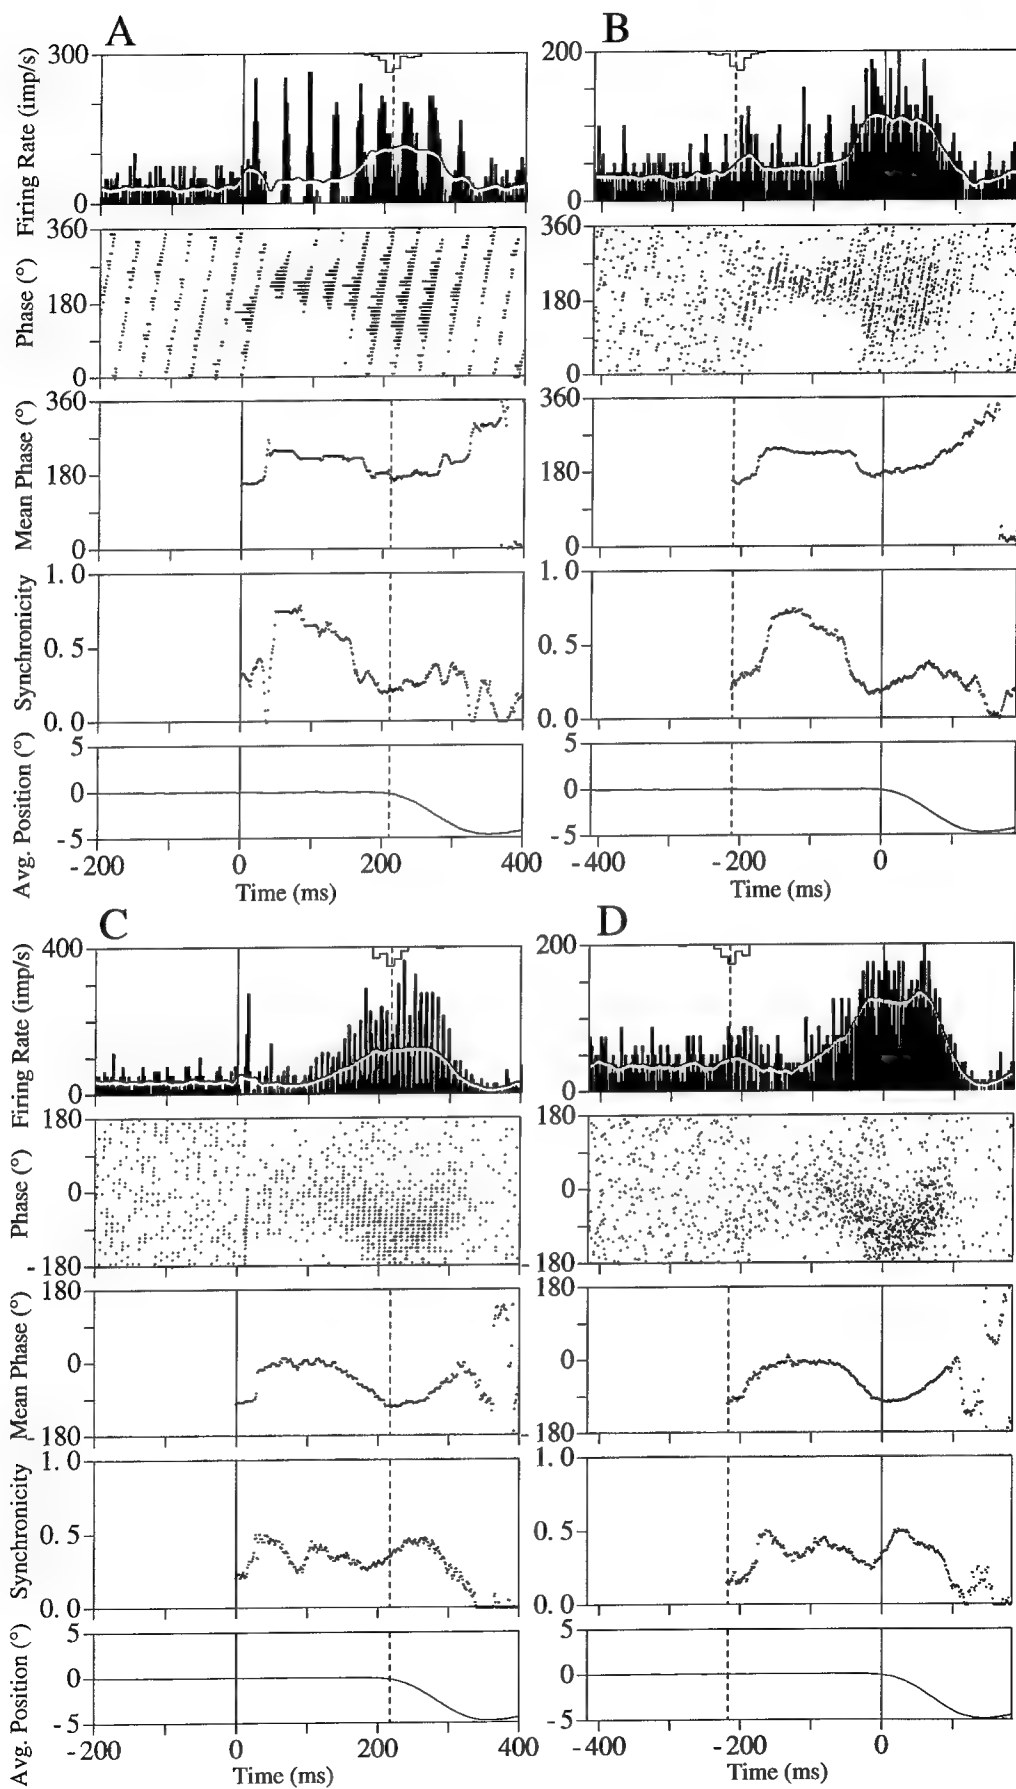 A
B
300
200
Firing Rate (imp/s)
0
0
360
360
Phase (°)
180
180
0
0
360
360
Mean Phase (°)
180
180
0
0
1.0
1.0
Synchronicity
0.5
0.5
0.0
0.0
5
5
Avg. Position (°)
0
0
-5
-5
-200 0 200 400
-400 -200 0
Time (ms)
Time (ms)
C
D
400
200
Firing Rate (imp/s)
0
0
180
180
Phase (°)
0
0
-180
-180
180
180
Mean Phase (°)
0
0
-180
-180
1.0
1.0
Synchronicity
0.5
0.5
0.0
0.0
5
5
Avg. Position (°)
0
0
-5
-5
-200 0 200 400
-400 -200 0
Time (ms)
Time (ms)